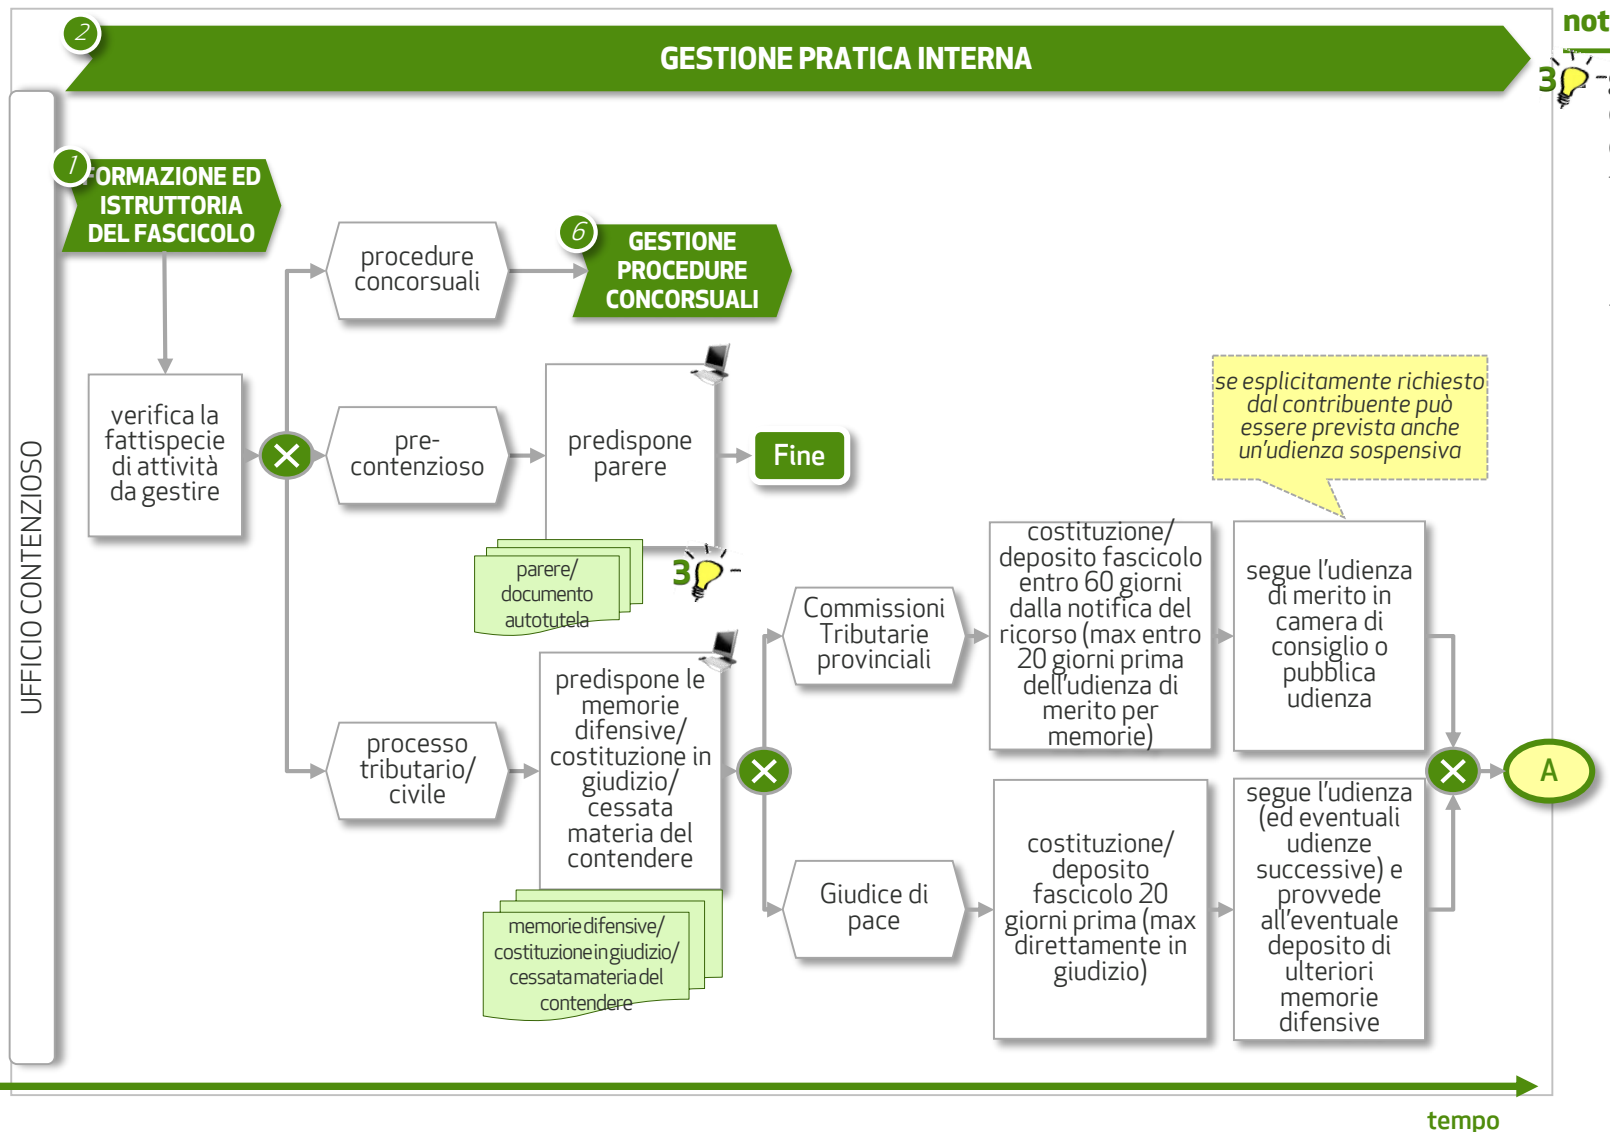 2
GESTIONE PRATICA INTERNA
not
3
1
FORMAZIONE ED
ISTRUTTORIA
DEL FASCICOLO
UFFICIO CONTENZIOSO
verifica la
fattispecie
di attività
da gestire
procedure
concorsuali
6
GESTIONE
PROCEDURE
CONCORSUALI
pre-
contenzioso
predispone
parere
Fine
parere/
documento
autotutela
3
processo
tributario/
civile
predispone le
memorie
difensive/
costituzione in
giudizio/
cessata
materia del
contendere
memorie difensive/
costituzione in giudizio/
cessata materia del
contendere
Commissioni
Tributarie
provinciali
costituzione/
deposito fascicolo
entro 60 giorni
dalla notifica del
ricorso (max entro
20 giorni prima
dell'udienza di
merito per
memorie)
se esplicitamente richiesto
dal contribuente può
essere prevista anche
un'udienza sospensiva
segue l'udienza
di merito in
camera di
consiglio o
pubblica
udienza
Giudice di
pace
costituzione/
deposito
fascicolo 20
giorni prima (max
direttamente in
giudizio)
segue l'udienza
(ed eventuali
udienze
successive) e
provvede
all'eventuale
deposito di
ulteriori
memorie
difensive
A
tempo